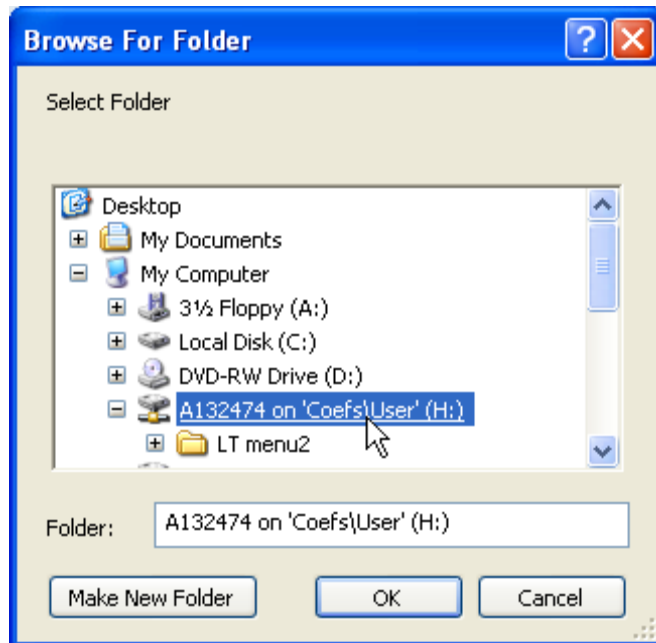 Browse For Folder
Select Folder
Desktop
My Documents
My Computer
3½ Floppy (A:)
Local Disk (C:)
DVD-RW Drive (D:)
A132474 on 'Coefs\User' (H:)
LT menu2
Folder: A132474 on 'Coefs\User' (H:)
Make New Folder OK Cancel